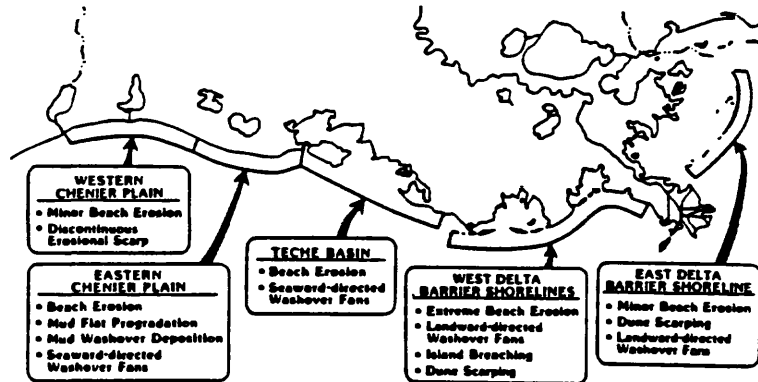 WESTERN
CHENIER PLAIN
• Minor Beach Erosion
• Discontinuous
Erosional Scarp
EASTERN
CHENIER PLAIN
• Beach Erosion
• Mud Flat Progradation
• Mud Washover Deposition
• Seaward-directed
Washover Fans
TECHE BASIN
• Beach Erosion
• Seaward-directed
Washover Fans
WEST DELTA
BARRIER SHORELINES
• Extreme Beach Erosion
• Landward-directed
Washover Fans
• Island Breaching
• Dune Scarping
EAST DELTA
BARRIER SHORELINE
• Minor Beach Erosion
• Dune Scarping
• Landward-directed
Washover Fans